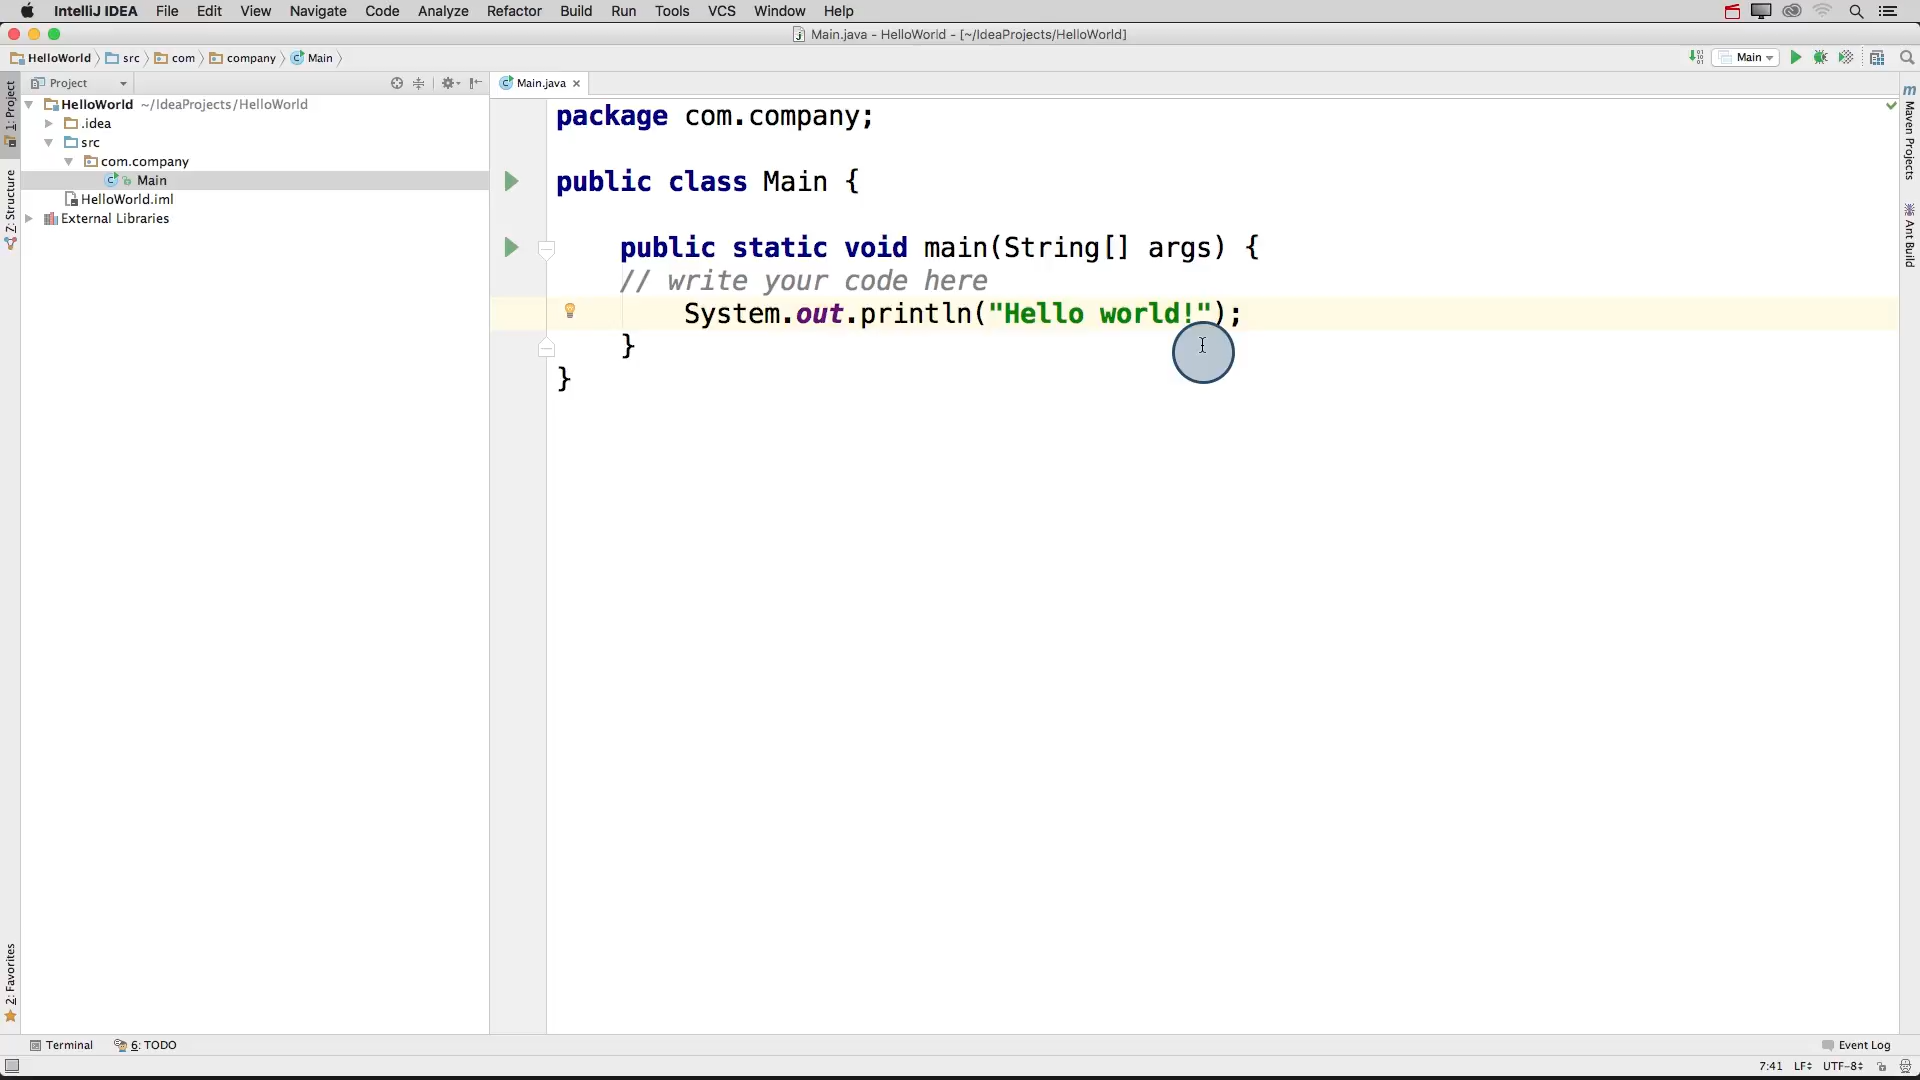 IntelliJ IDEA File Edit View Navigate Code Analyze Refactor Build Run Tools VCS Window Help
Main.java - HelloWorld - [~/IdeaProjects/HelloWorld]
HelloWorld src com company Main
Main
Project
Main.java
1: Project
Z: Structure
2: Favorites
HelloWorld ~/IdeaProjects/HelloWorld
.idea
src
com.company
Main
HelloWorld.iml
External Libraries
package com.company;
public class Main {
public static void main(String[] args) {
// write your code here
System.out.println("Hello world!");
}
}
m
Maven Projects
Ant Build
Terminal 6: TODO
Event Log
7:41 LF UTF-8